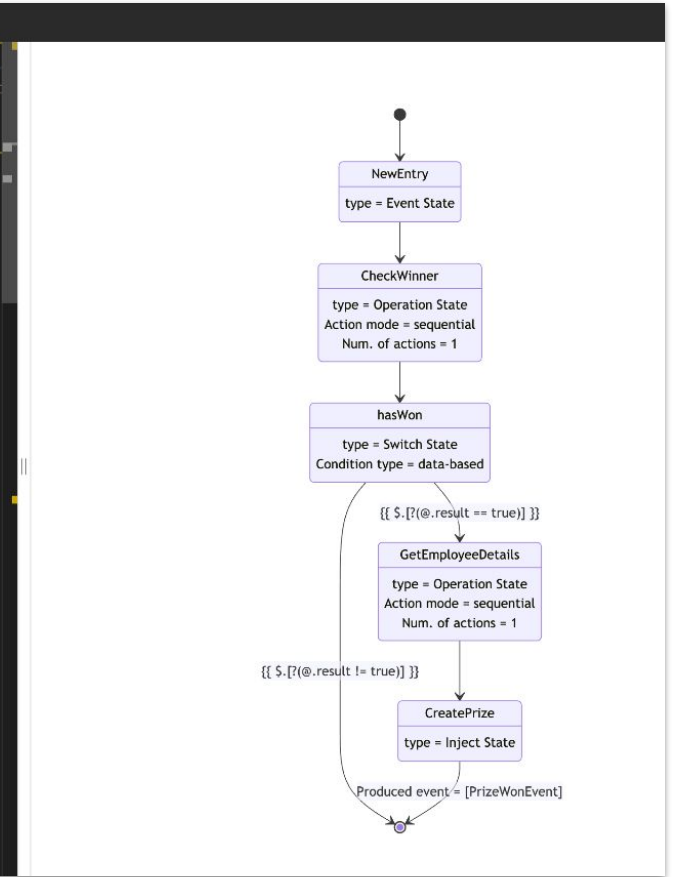 NewEntry
type = Event State
CheckWinner
type = Operation State
Action mode = sequential
Num. of actions = 1
hasWon
type = Switch State
Condition type = data-based
{{ $.[?(@.result == true)] }}
GetEmployeeDetails
type = Operation State
Action mode = sequential
Num. of actions = 1
{{ $.[?(@.result != true)] }}
CreatePrize
type = Inject State
Produced event = [PrizeWonEvent]